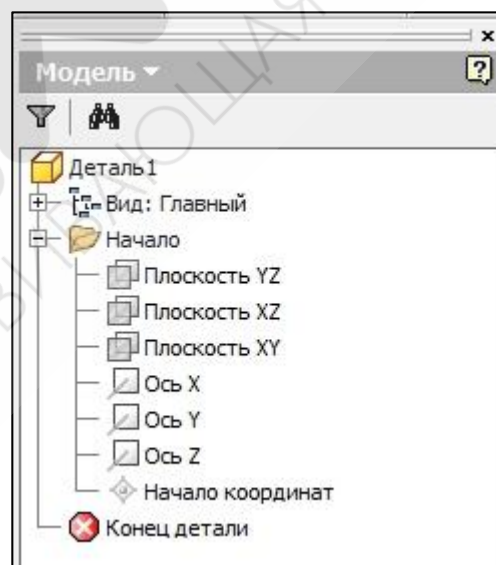 Модель
Деталь1
Вид: Главный
Начало
Плоскость YZ
Плоскость XZ
Плоскость XY
Ось X
Ось Y
Ось Z
Начало координат
Конец детали